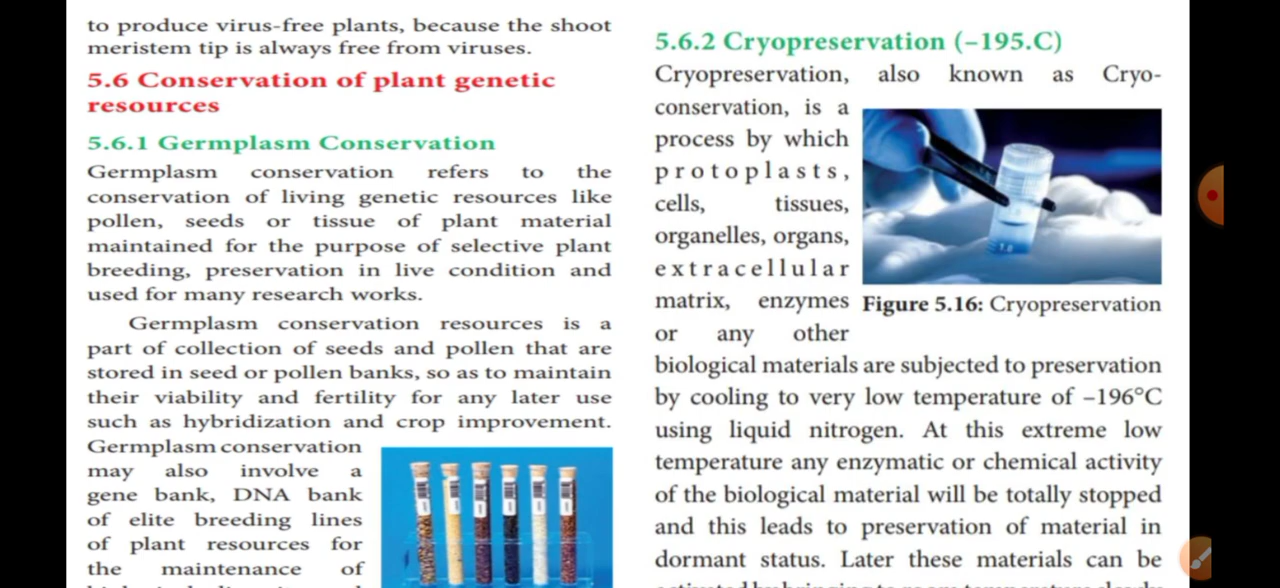 to produce virus-free plants, because the shoot
meristem tip is always free from viruses.
5.6 Conservation of plant genetic
resources
5.6.1 Germplasm Conservation
Germplasm conservation refers to the
conservation of living genetic resources like
pollen, seeds or tissue of plant material
maintained for the purpose of selective plant
breeding, preservation in live condition and
used for many research works.
Germplasm conservation resources is a
part of collection of seeds and pollen that are
stored in seed or pollen banks, so as to maintain
their viability and fertility for any later use
such as hybridization and crop improvement.
Germplasm conservation
may also involve a
gene bank, DNA bank
of elite breeding lines
of plant resources for
the maintenance of
5.6.2 Cryopreservation (–195.C)
Cryopreservation, also known as Cryo-
conservation, is a
process by which
protoplasts,
cells, tissues,
organelles, organs,
extracellular
matrix, enzymes
or any other
Figure 5.16: Cryopreservation
biological materials are subjected to preservation
by cooling to very low temperature of –196°C
using liquid nitrogen. At this extreme low
temperature any enzymatic or chemical activity
of the biological material will be totally stopped
and this leads to preservation of material in
dormant status. Later these materials can be